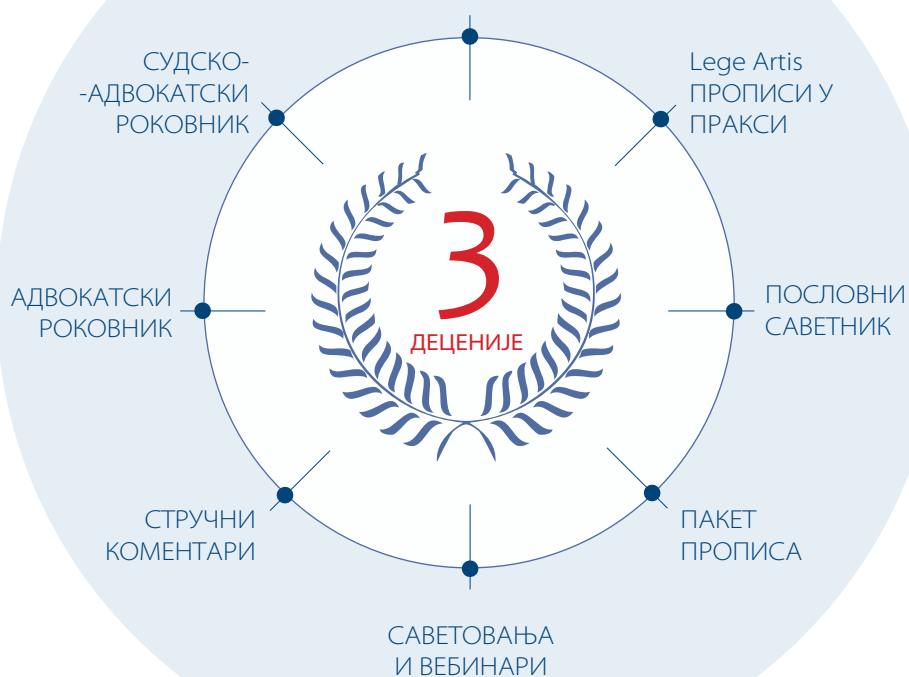 СУДСКО-
-АДВОКАТСКИ
РОКОВНИК
Lege Artis
ПРОПИСИ У
ПРАКСИ
3
ДЕЦЕНИЈЕ
АДВОКАТСКИ
РОКОВНИК
ПОСЛОВНИ
САВЕТНИК
СТРУЧНИ
КОМЕНТАРИ
ПАКЕТ
ПРОПИСА
САВЕТОВАЊА
И ВЕБИНАРИ